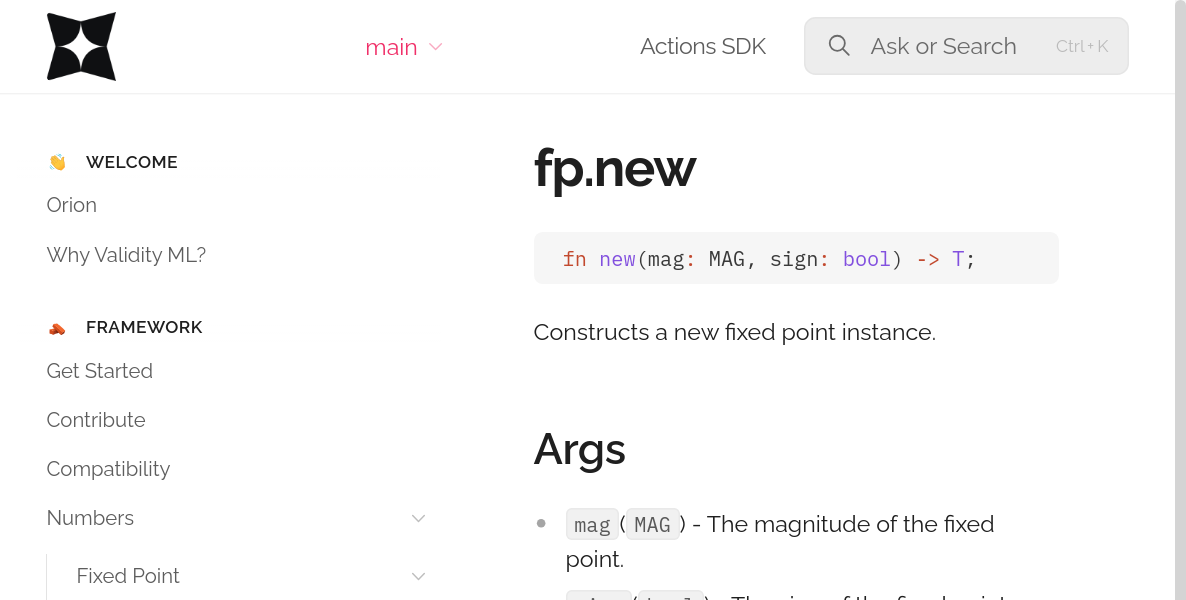 main
Actions SDK
Ask or Search
Ctrl+K
👋 WELCOME
Orion
Why Validity ML?
🧱 FRAMEWORK
Get Started
Contribute
Compatibility
Numbers
Fixed Point
fp.new
fn new(mag: MAG, sign: bool) -> T;
Constructs a new fixed point instance.
Args
mag(MAG) - The magnitude of the fixed
point.